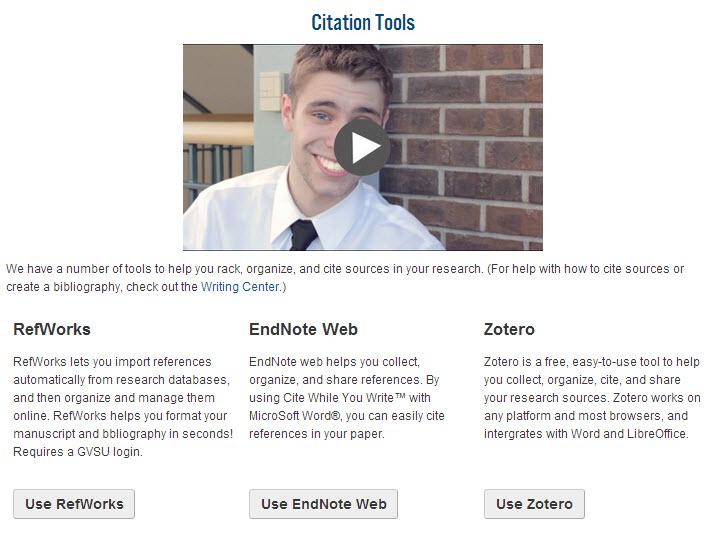 Citation Tools
We have a number of tools to help you rack, organize, and cite sources in your research. (For help with how to cite sources or
create a bibliography, check out the Writing Center.)
RefWorks
RefWorks lets you import references
automatically from research databases,
and then organize and manage them
online. RefWorks helps you format your
manuscript and bbliography in seconds!
Requires a GVSU login.
Use RefWorks
EndNote Web
EndNote web helps you collect,
organize, and share references. By
using Cite While You Write™ with
MicroSoft Word®, you can easily cite
references in your paper.
Use EndNote Web
Zotero
Zotero is a free, easy-to-use tool to help
you collect, organize, cite, and share
your research sources. Zotero works on
any platform and most browsers, and
intergrates with Word and LibreOffice.
Use Zotero